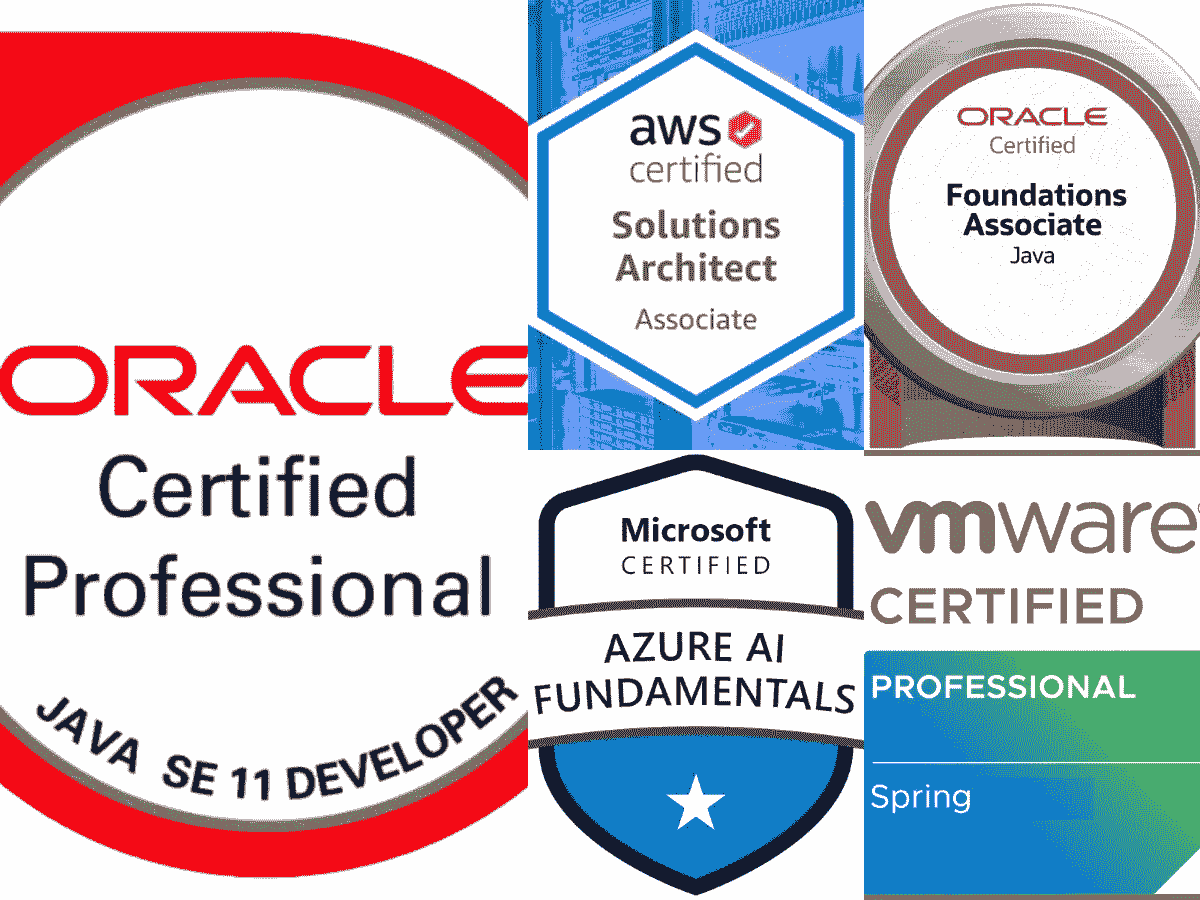 ORACLE
Certified
Professional
JAVA SE 11 DEVELOPER
aws
certified
Solutions
Architect
Associate
ORACLE
Certified
Foundations
Associate
Java
Microsoft
CERTIFIED
AZURE AI
FUNDAMENTALS
vmware®
CERTIFIED
PROFESSIONAL
Spring